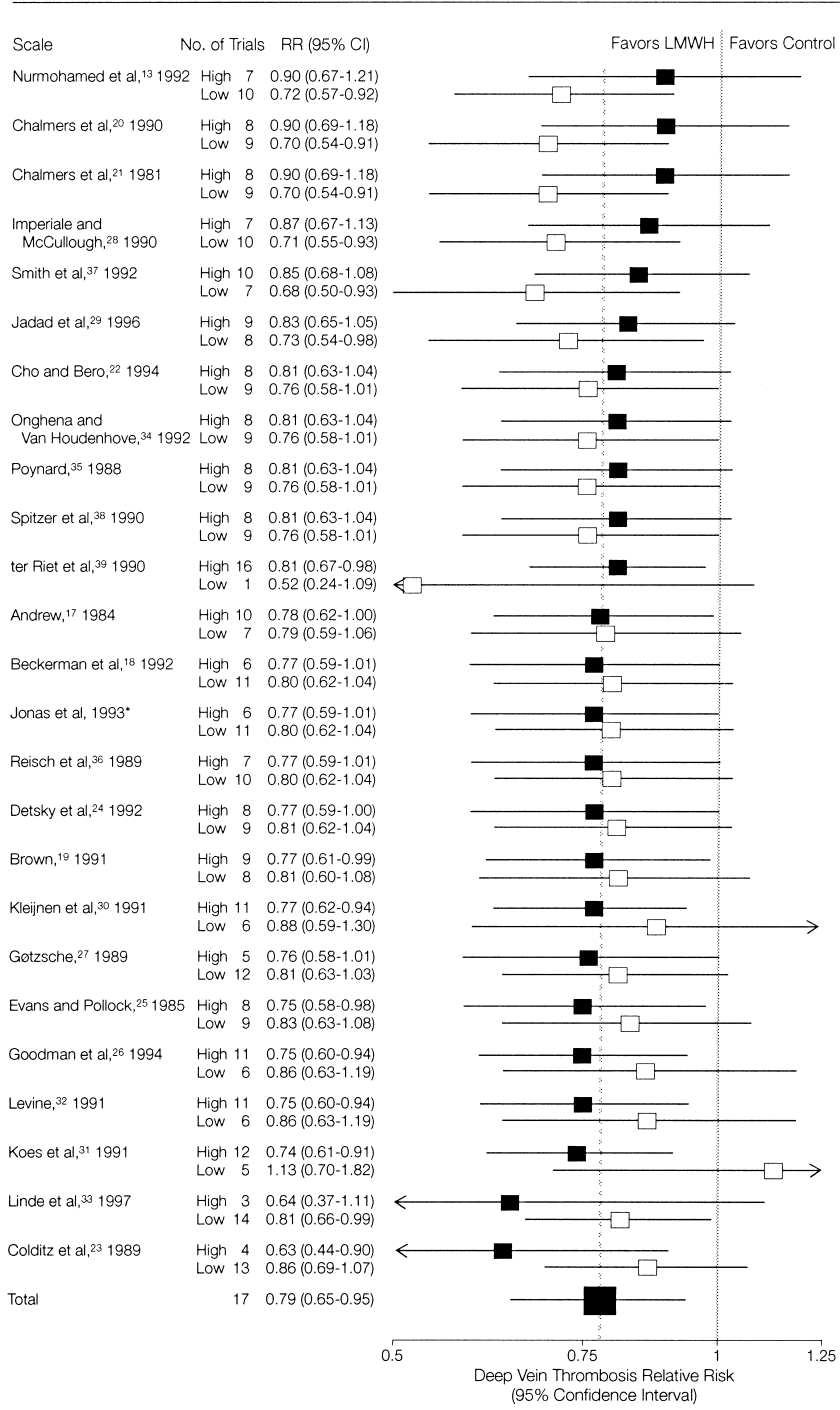 Scale No. of Trials RR (95% CI) Favors LMWH Favors Control
Nurmohamed et al,13 1992 High 7 0.90 (0.67-1.21)
Low 10 0.72 (0.57-0.92)
Chalmers et al,20 1990 High 8 0.90 (0.69-1.18)
Low 9 0.70 (0.54-0.91)
Chalmers et al,21 1981 High 8 0.90 (0.69-1.18)
Low 9 0.70 (0.54-0.91)
Imperiale and High 7 0.87 (0.67-1.13)
McCullough,28 1990 Low 10 0.71 (0.55-0.93)
Smith et al,37 1992 High 10 0.85 (0.68-1.08)
Low 7 0.68 (0.50-0.93)
Jadad et al,29 1996 High 9 0.83 (0.65-1.05)
Low 8 0.73 (0.54-0.98)
Cho and Bero,22 1994 High 8 0.81 (0.63-1.04)
Low 9 0.76 (0.58-1.01)
Onghena and High 8 0.81 (0.63-1.04)
Van Houdenhove,34 1992 Low 9 0.76 (0.58-1.01)
Poynard,35 1988 High 8 0.81 (0.63-1.04)
Low 9 0.76 (0.58-1.01)
Spitzer et al,38 1990 High 8 0.81 (0.63-1.04)
Low 9 0.76 (0.58-1.01)
ter Riet et al,39 1990 High 16 0.81 (0.67-0.98)
Low 1 0.52 (0.24-1.09)
Andrew,17 1984 High 10 0.78 (0.62-1.00)
Low 7 0.79 (0.59-1.06)
Beckerman et al,18 1992 High 6 0.77 (0.59-1.01)
Low 11 0.80 (0.62-1.04)
Jonas et al, 1993* High 6 0.77 (0.59-1.01)
Low 11 0.80 (0.62-1.04)
Reisch et al,36 1989 High 7 0.77 (0.59-1.01)
Low 10 0.80 (0.62-1.04)
Detsky et al,24 1992 High 8 0.77 (0.59-1.00)
Low 9 0.81 (0.62-1.04)
Brown,19 1991 High 9 0.77 (0.61-0.99)
Low 8 0.81 (0.60-1.08)
Kleijnen et al,30 1991 High 11 0.77 (0.62-0.94)
Low 6 0.88 (0.59-1.30)
Gøtzsche,27 1989 High 5 0.76 (0.58-1.01)
Low 12 0.81 (0.63-1.03)
Evans and Pollock,25 1985 High 8 0.75 (0.58-0.98)
Low 9 0.83 (0.63-1.08)
Goodman et al,26 1994 High 11 0.75 (0.60-0.94)
Low 6 0.86 (0.63-1.19)
Levine,32 1991 High 11 0.75 (0.60-0.94)
Low 6 0.86 (0.63-1.19)
Koes et al,31 1991 High 12 0.74 (0.61-0.91)
Low 5 1.13 (0.70-1.82)
Linde et al,33 1997 High 3 0.64 (0.37-1.11)
Low 14 0.81 (0.66-0.99)
Colditz et al,23 1989 High 4 0.63 (0.44-0.90)
Low 13 0.86 (0.69-1.07)
Total 17 0.79 (0.65-0.95)
0.5 0.75 1 1.25
Deep Vein Thrombosis Relative Risk
(95% Confidence Interval)